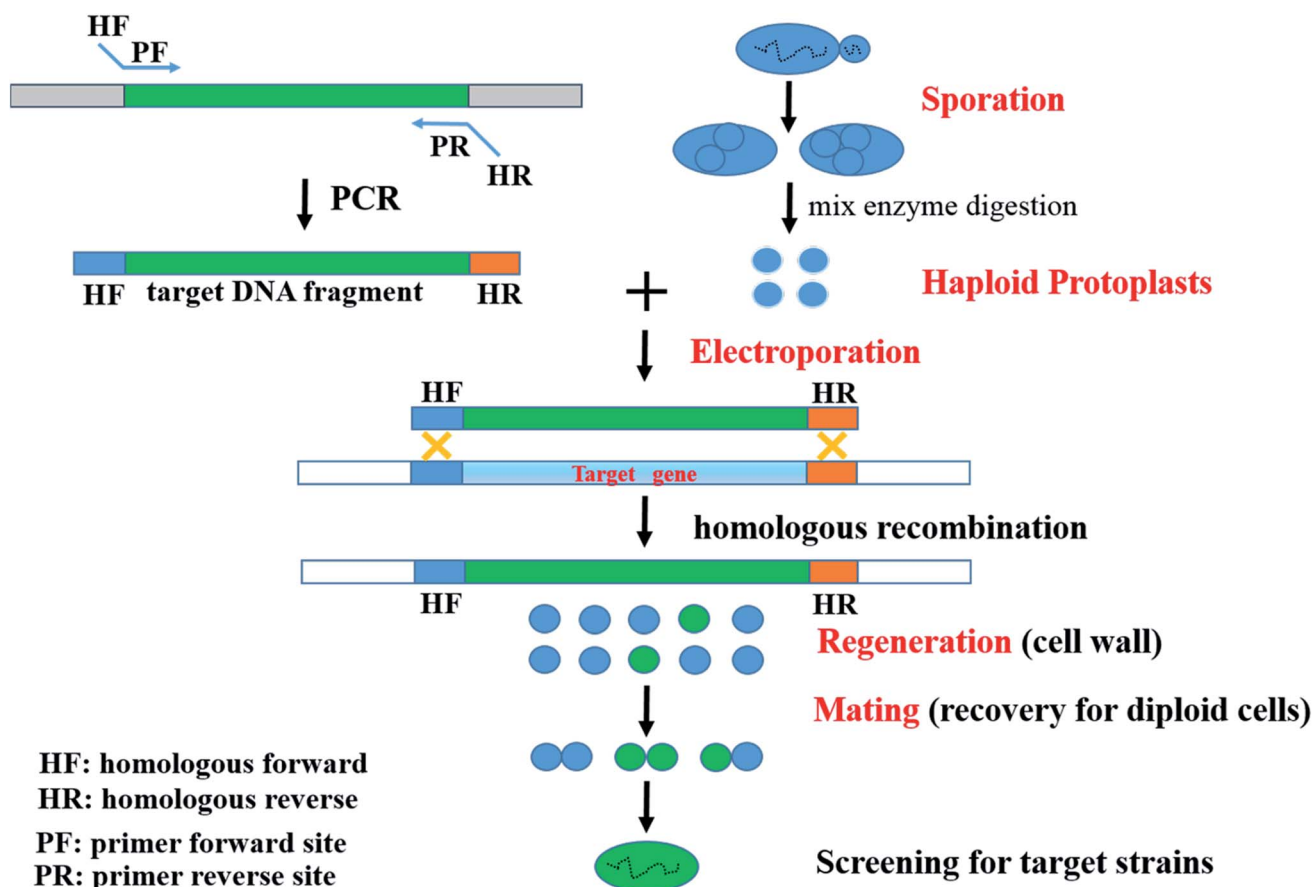 HF
PF
PR
HR
PCR
HF
target DNA fragment
HR
Sporation
mix enzyme digestion
Haploid Protoplasts
Electroporation
HF
HR
Target gene
homologous recombination
HF
HR
Regeneration (cell wall)
Mating (recovery for diploid cells)
HF: homologous forward
HR: homologous reverse
PF: primer forward site
PR: primer reverse site
Screening for target strains